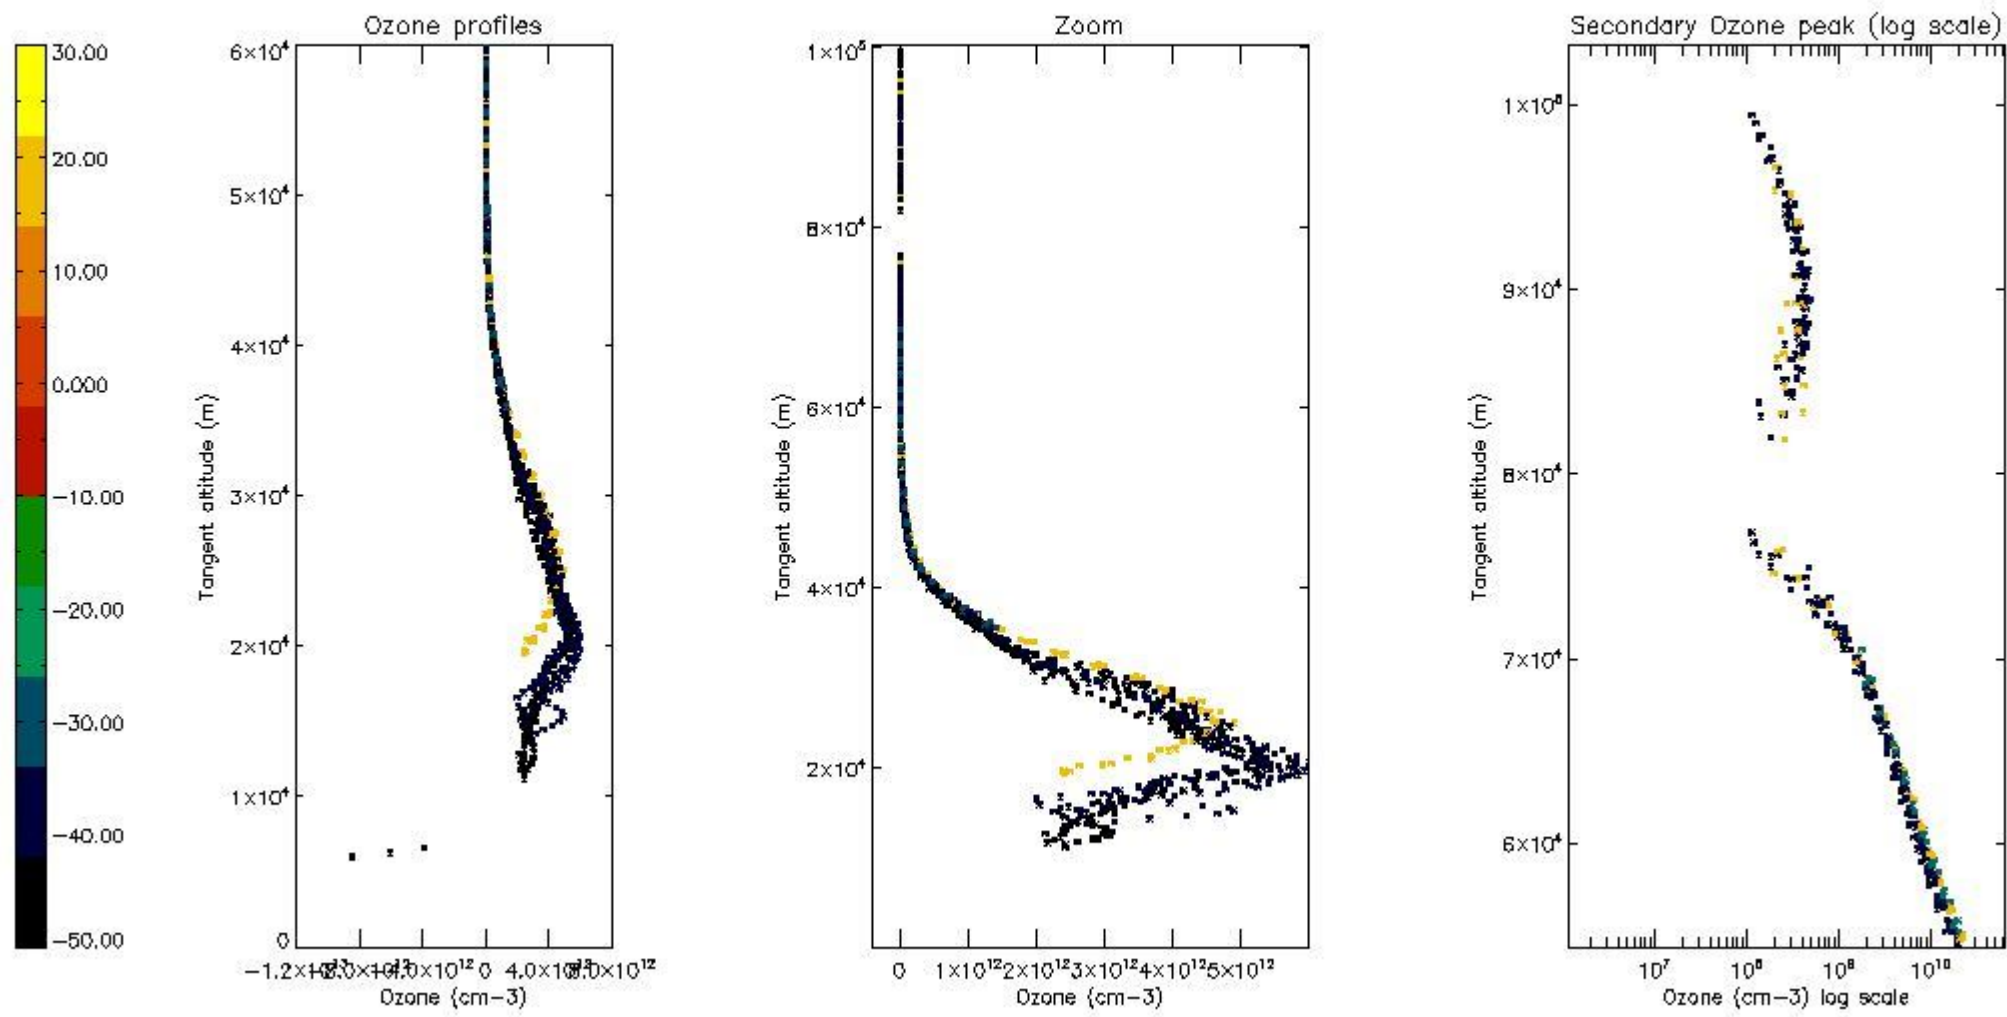 Ozone profiles
Zoom
Secondary Ozone peak (log scale)
30.00
20.00
10.00
0.000
−10.00
−20.00
−30.00
−40.00
−50.00
6×10⁴
5×10⁴
4×10⁴
3×10⁴
2×10⁴
1×10⁴
0
Tangent altitude (m)
0
Ozone (cm−3)
1×10⁵
8×10⁴
6×10⁴
4×10⁴
2×10⁴
Tangent altitude (m)
0 1×10¹² 2×10¹² 3×10¹² 4×10¹² 5×10¹²
Ozone (cm−3)
9×10⁴
8×10⁴
7×10⁴
6×10⁴
Tangent altitude (m)
10⁷ 10⁸ 10⁹ 10¹⁰
Ozone (cm−3) log scale